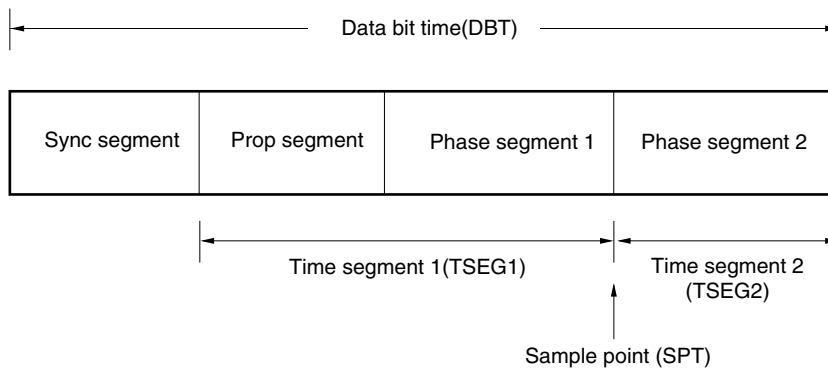 Data bit time(DBT)
Sync segment
Prop segment
Phase segment 1
Phase segment 2
Time segment 1(TSEG1)
Time segment 2
(TSEG2)
Sample point (SPT)